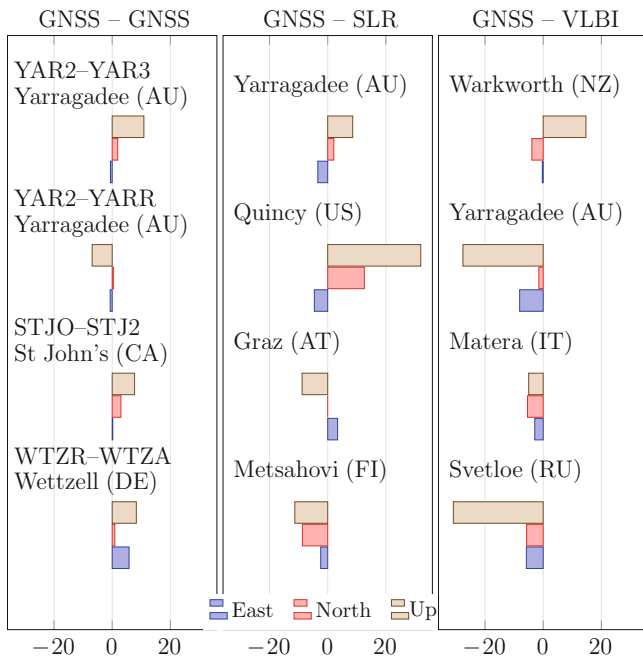 GNSS – GNSS
GNSS – SLR
GNSS – VLBI
YAR2–YAR3
Yarragadee (AU)
YAR2–YARR
Yarragadee (AU)
STJO–STJ2
St John's (CA)
WTZR–WTZA
Wettzell (DE)
Yarragadee (AU)
Quincy (US)
Graz (AT)
Metsahovi (FI)
Warkworth (NZ)
Yarragadee (AU)
Matera (IT)
Svetloe (RU)
East North Up
−20 0 20
−20 0 20
−20 0 20